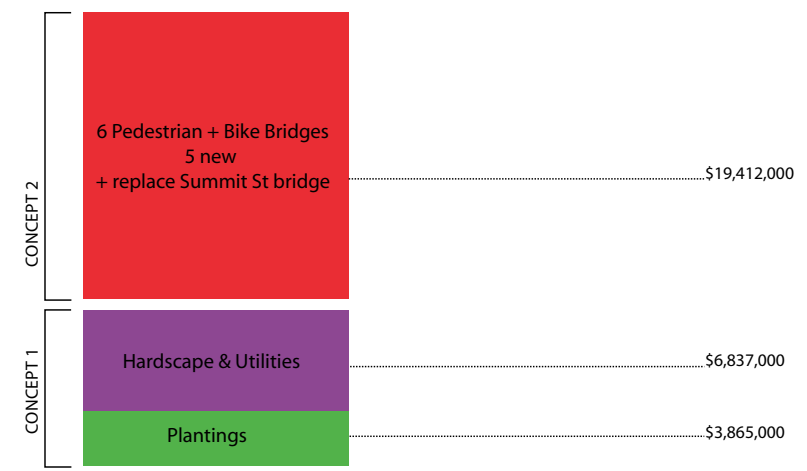 CONCEPT 2
6 Pedestrian + Bike Bridges
5 new
+ replace Summit St bridge
$19,412,000
CONCEPT 1
Hardscape & Utilities
$6,837,000
Plantings
$3,865,000